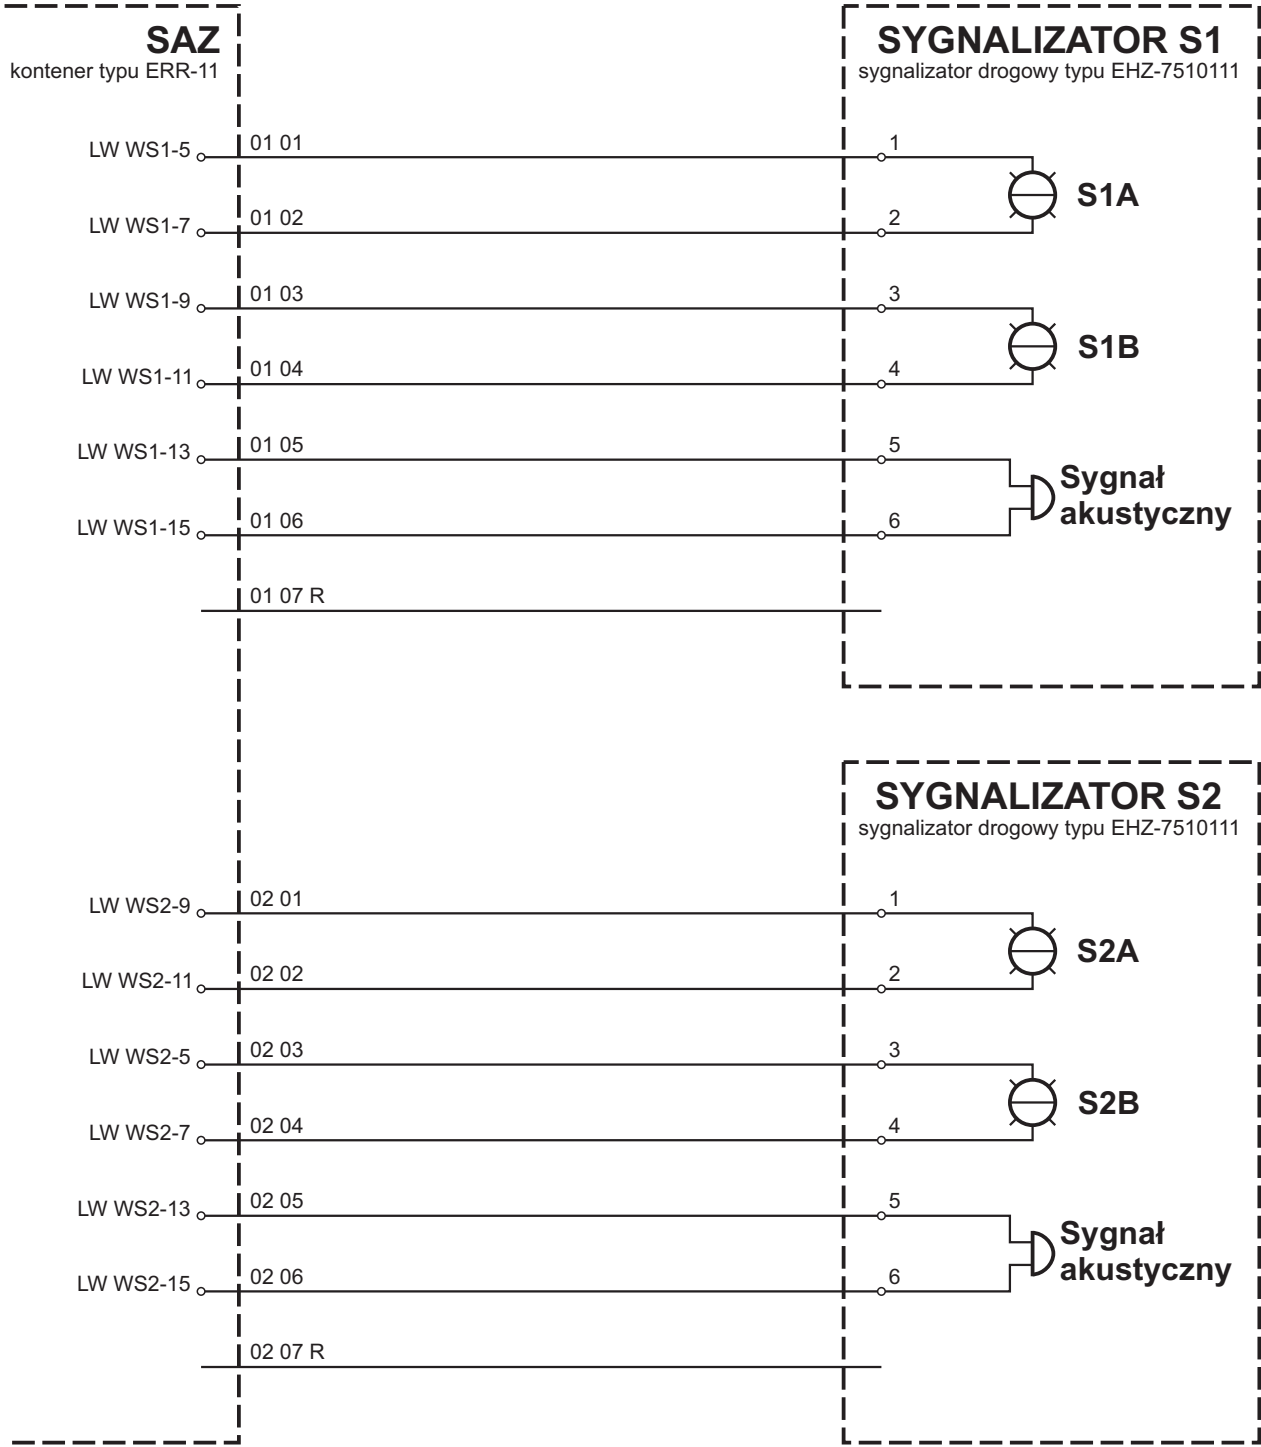 SAZ
kontener typu ERR-11
SYGNALIZATOR S1
sygnalizator drogowy typu EHZ-7510111
LW WS1-5 01 01 1
S1A
LW WS1-7 01 02 2
LW WS1-9 01 03 3
S1B
LW WS1-11 01 04 4
LW WS1-13 01 05 5
Sygnał
akustyczny
LW WS1-15 01 06 6
01 07 R
SYGNALIZATOR S2
sygnalizator drogowy typu EHZ-7510111
LW WS2-9 02 01 1
S2A
LW WS2-11 02 02 2
LW WS2-5 02 03 3
S2B
LW WS2-7 02 04 4
LW WS2-13 02 05 5
Sygnał
akustyczny
LW WS2-15 02 06 6
02 07 R